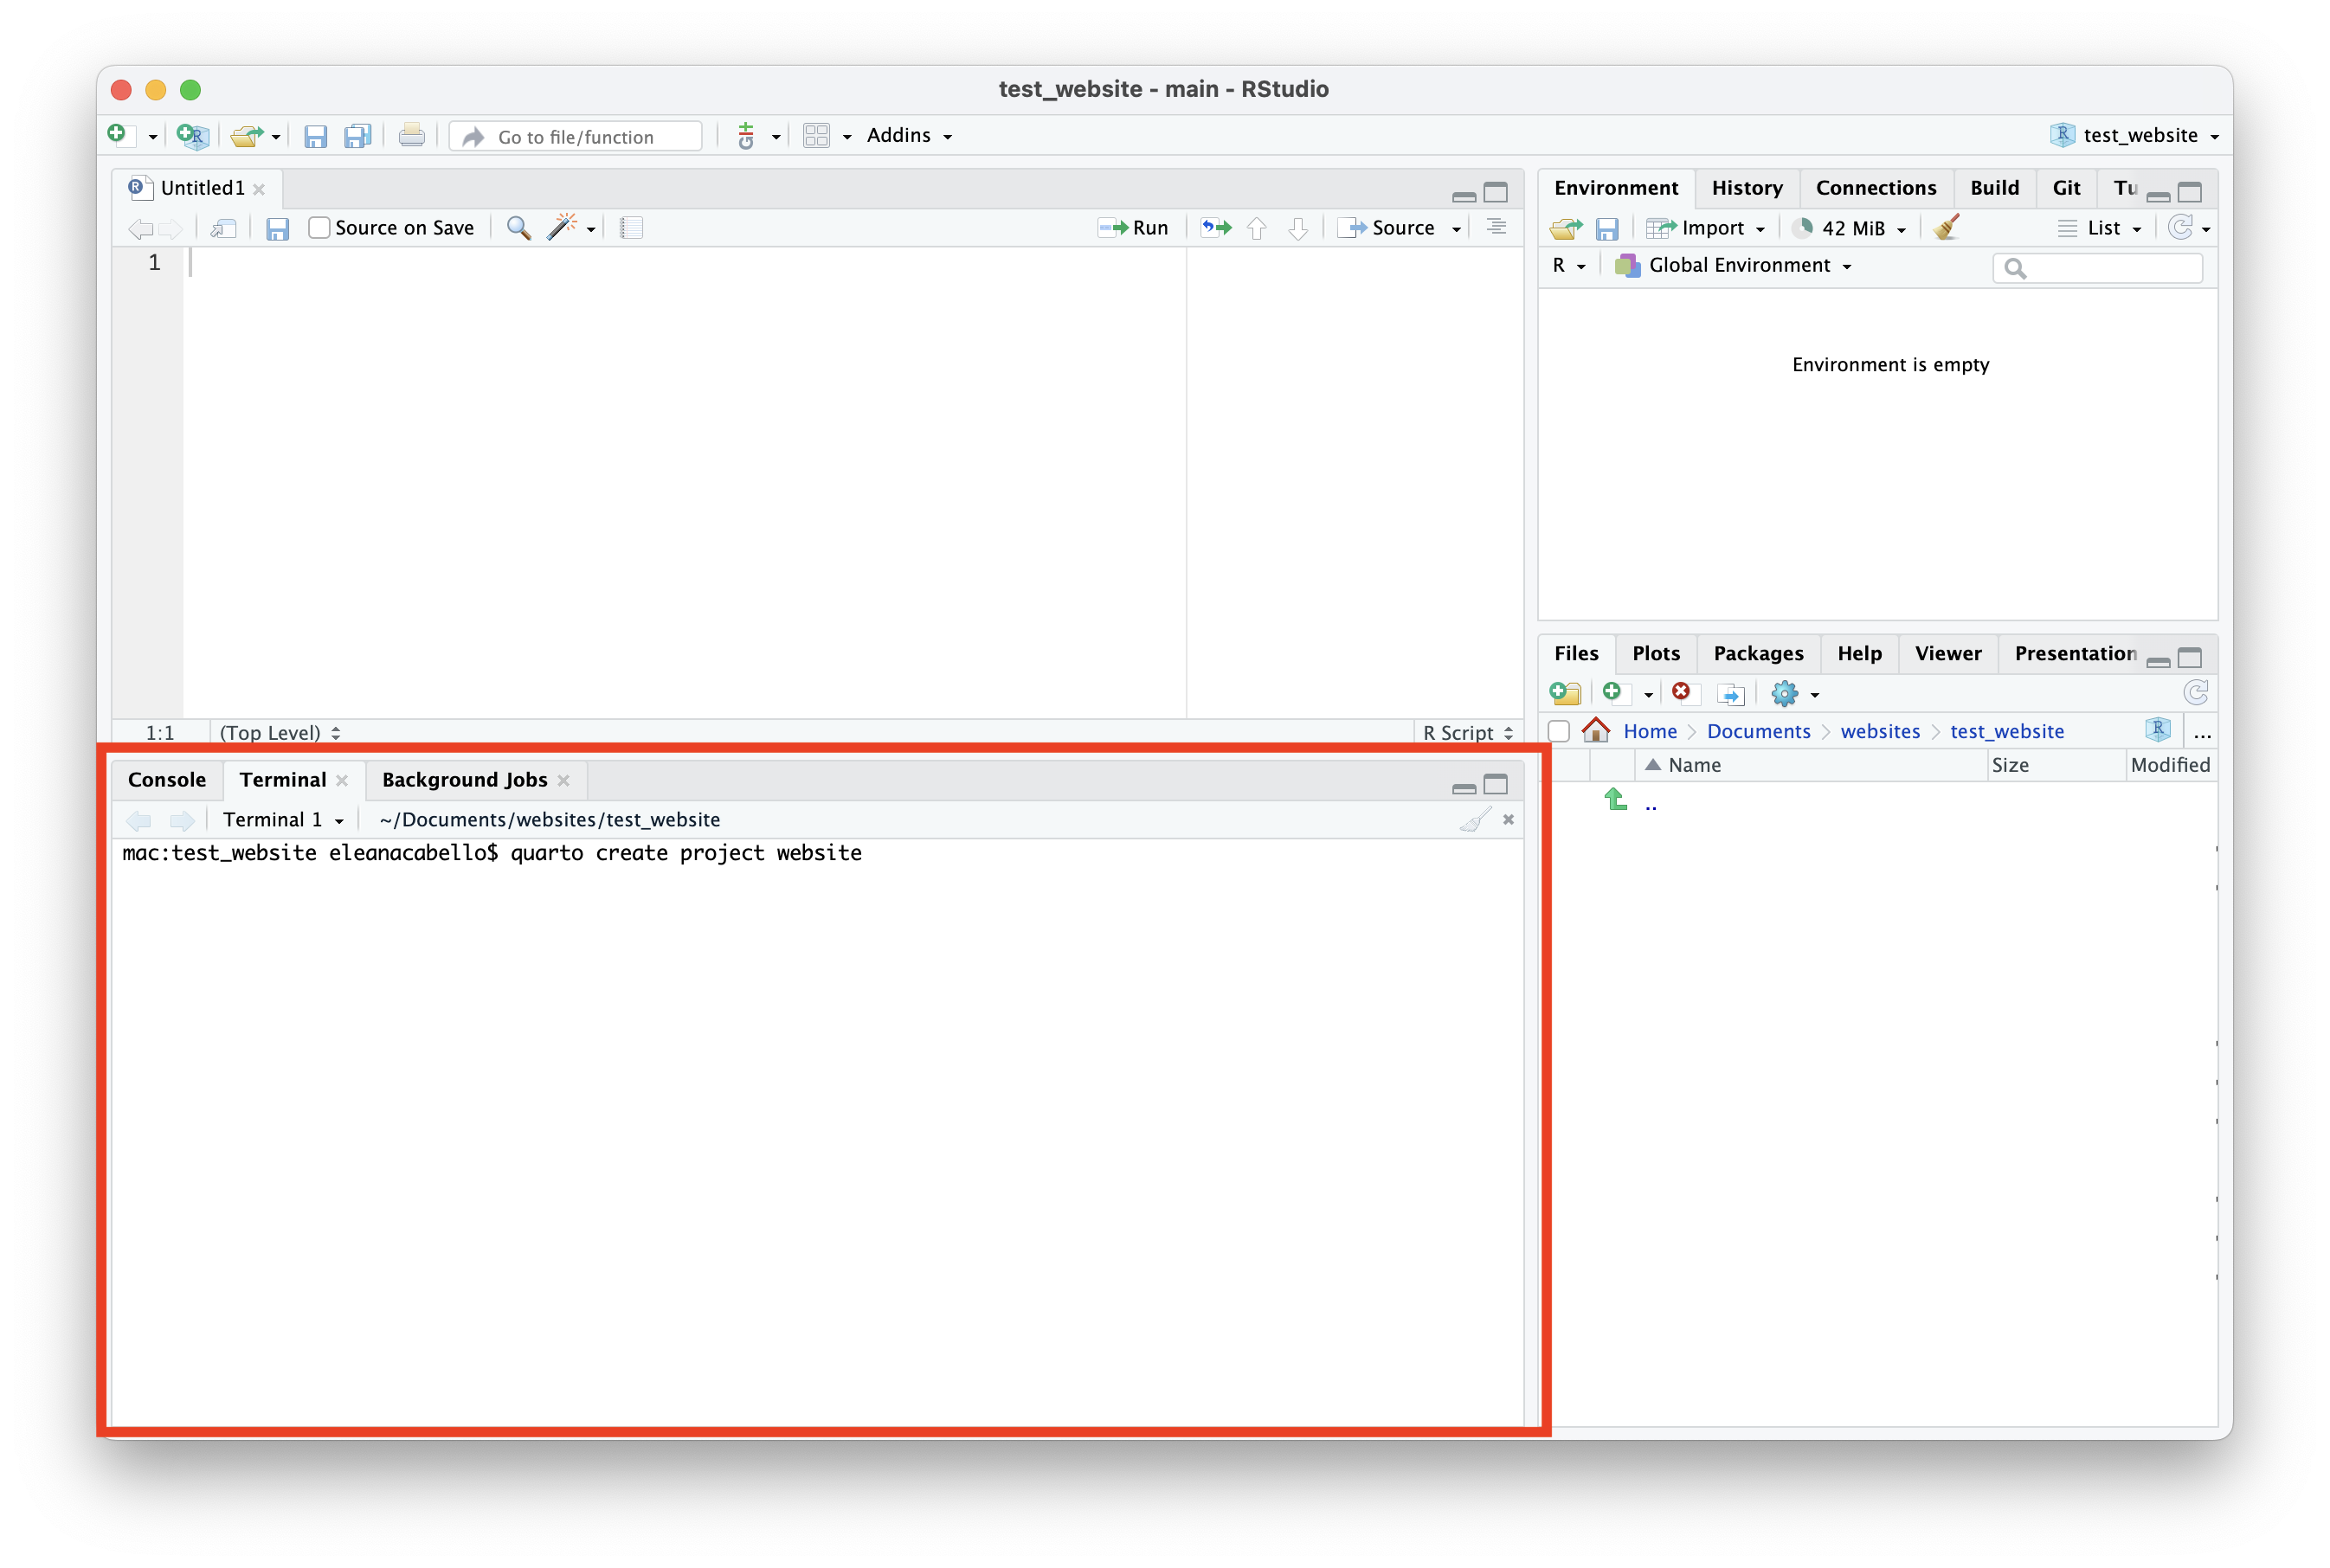 test_website - main - RStudio
Go to file/function
Addins
test_website
Untitled1
Source on Save
Run
Source
1
1:1
(Top Level)
R Script
Console
Terminal
Background Jobs
Terminal 1
~/Documents/websites/test_website
mac:test_website eleanacabello$ quarto create project website
Environment
History
Connections
Build
Git
Tu
Import
42 MiB
List
R
Global Environment
Environment is empty
Files
Plots
Packages
Help
Viewer
Presentation
Home
Documents
websites
test_website
...
Name
Size
Modified
..